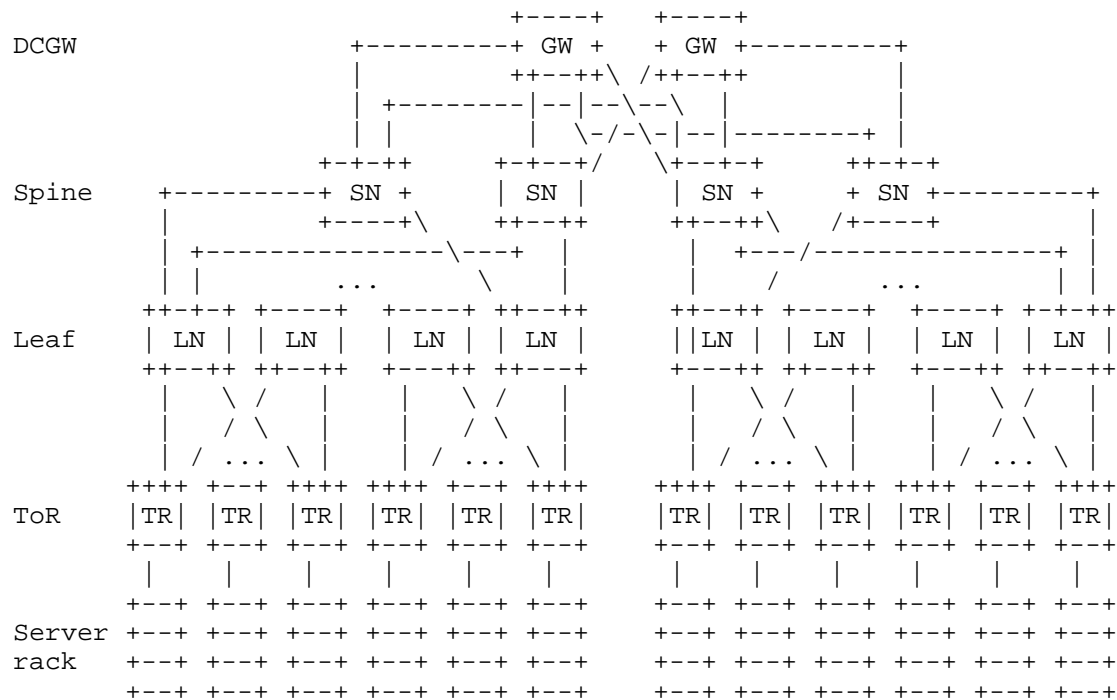 DCGW GW GW
Spine SN SN SN SN
... ...
Leaf LN LN LN LN LN LN LN LN
... ... ... ...
ToR TR TR TR TR TR TR TR TR TR TR TR TR
Server
rack